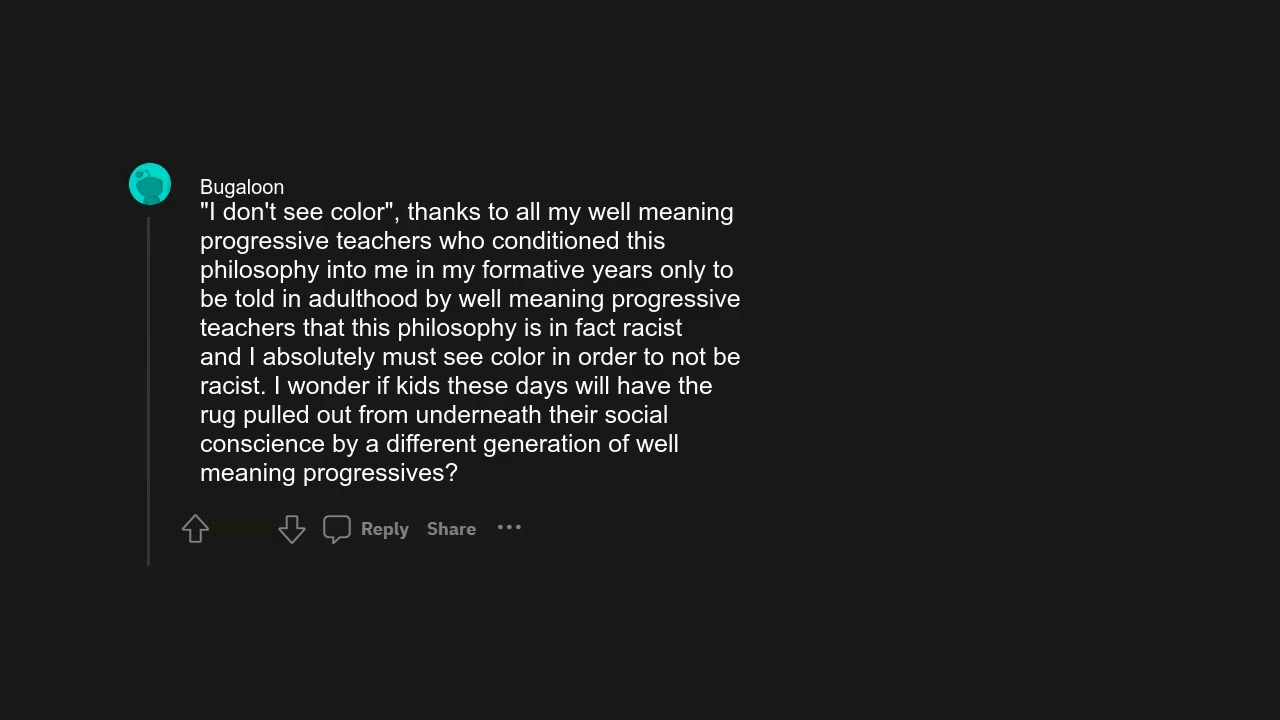 Bugaloon
"I don't see color", thanks to all my well meaning
progressive teachers who conditioned this
philosophy into me in my formative years only to
be told in adulthood by well meaning progressive
teachers that this philosophy is in fact racist
and I absolutely must see color in order to not be
racist. I wonder if kids these days will have the
rug pulled out from underneath their social
conscience by a different generation of well
meaning progressives?
Reply Share